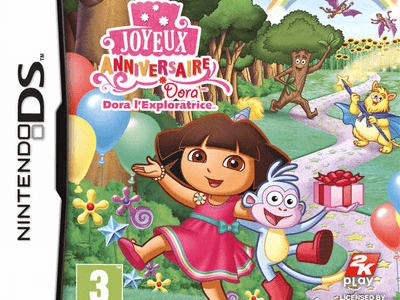 NINTENDO DS
JOYEUX
ANNIVERSAIRE
Dora
Dora l'Exploratrice
3
2K
play
LICENSED BY